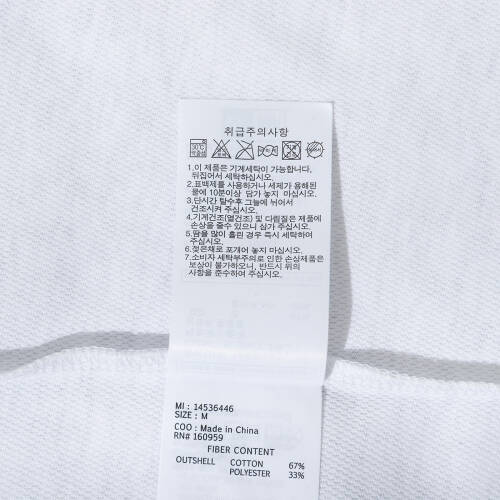 취급주의사항
1.이 제품은 기계세탁이 가능합니다.
뒤집어서 세탁하십시오.
2.표백제를 사용하거나 세제가 용해된
물에 10분이상 담가 놓지 마십시오.
3.단시간 탈수후 그늘에 뉘어서
건조시켜 주십시오.
4.기계건조(열건조) 및 다림질은 제품에
손상을 줄수 있으니 삼가 주십시오.
5.땀을 많이 흘린 경우 즉시 세탁하여
주십시오.
6.젖은채로 포개어 놓지 마십시오.
7.소비자 세탁부주의로 인한 손상제품은
보상이 불가하오니, 반드시 위의
사항을 준수하여 주십시오.
MI : 14536446
SIZE : M
COO : Made in China
RN# 160959
FIBER CONTENT
OUTSHELL COTTON 67%
POLYESTER 33%